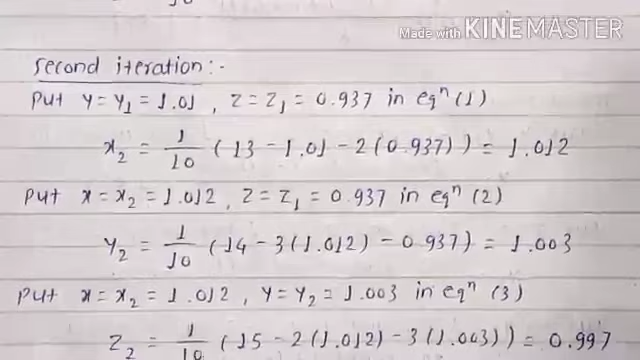 Made with KINEMASTER
Second iteration:-
Put y = y₁ = 1.01, z = z₁ = 0.937 in eqⁿ (1)
x₂ = 1/10 (13 - 1.01 - 2(0.937)) = 1.012
Put x = x₂ = 1.012, z = z₁ = 0.937 in eqⁿ (2)
y₂ = 1/10 (14 - 3(1.012) - 0.937) = 1.003
Put x = x₂ = 1.012, y = y₂ = 1.003 in eqⁿ (3)
z₂ = 1/10 (15 - 2(1.012) - 3(1.003)) = 0.997